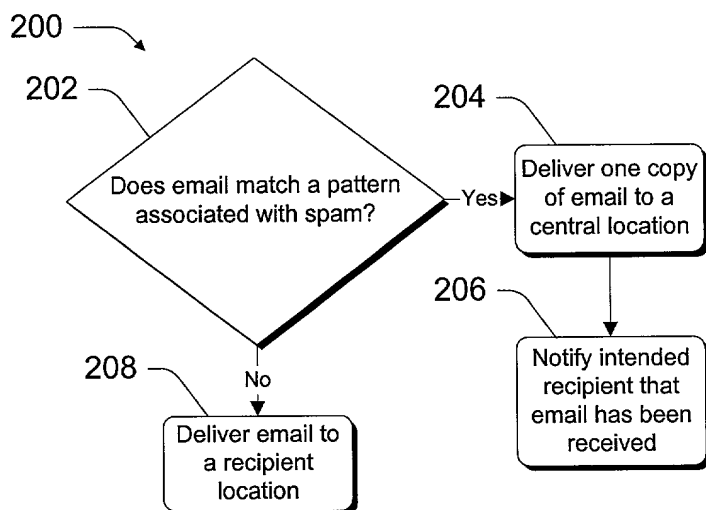 200
202
204
Does email match a pattern
associated with spam?
Yes
Deliver one copy
of email to a
central location
206
Notify intended
recipient that
email has been
received
No
208
Deliver email to
a recipient
location